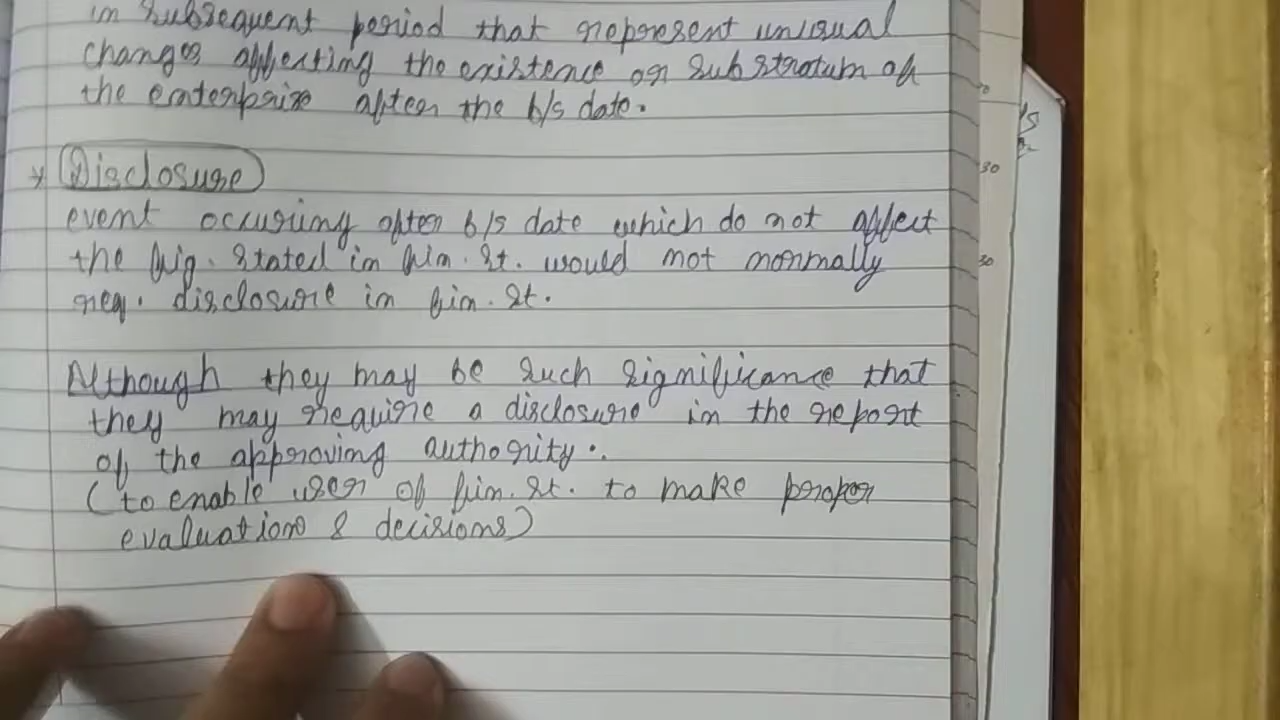 in subsequent period that represent unusual
changes affecting the existence or substratum of
the enterprise after the b/s date.
Disclosure
event occuring after b/s date which do not affect
the fig. stated in fin. st. would not normally
req. disclosure in fin. st.
Although they may be such significance that
they may require a disclosure in the report
of the approving authority.
(to enable user of fin. st. to make proper
evaluations & decisions)
30
30